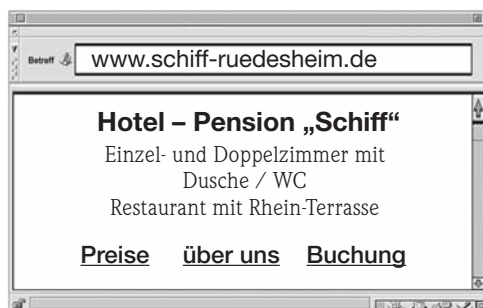 Betreff www.schiff-ruedesheim.de
Hotel – Pension „Schiff“
Einzel- und Doppelzimmer mit
Dusche / WC
Restaurant mit Rhein-Terrasse
Preise über uns Buchung